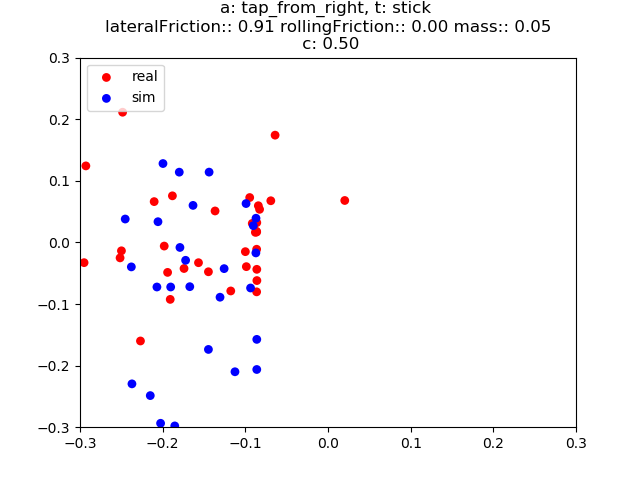 a: tap_from_right, t: stick
lateralFriction:: 0.91 rollingFriction:: 0.00 mass:: 0.05
c: 0.50
real
sim
0.3
0.2
0.1
0.0
−0.1
−0.2
−0.3
−0.3 −0.2 −0.1 0.0 0.1 0.2 0.3